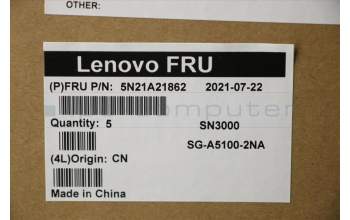 OTHER:
Lenovo FRU
(P)FRU P/N: 5N21A21862 2021-07-22
Quantity: 5 SN3000
SG-A5100-2NA
(4L)Origin: CN
Made in China